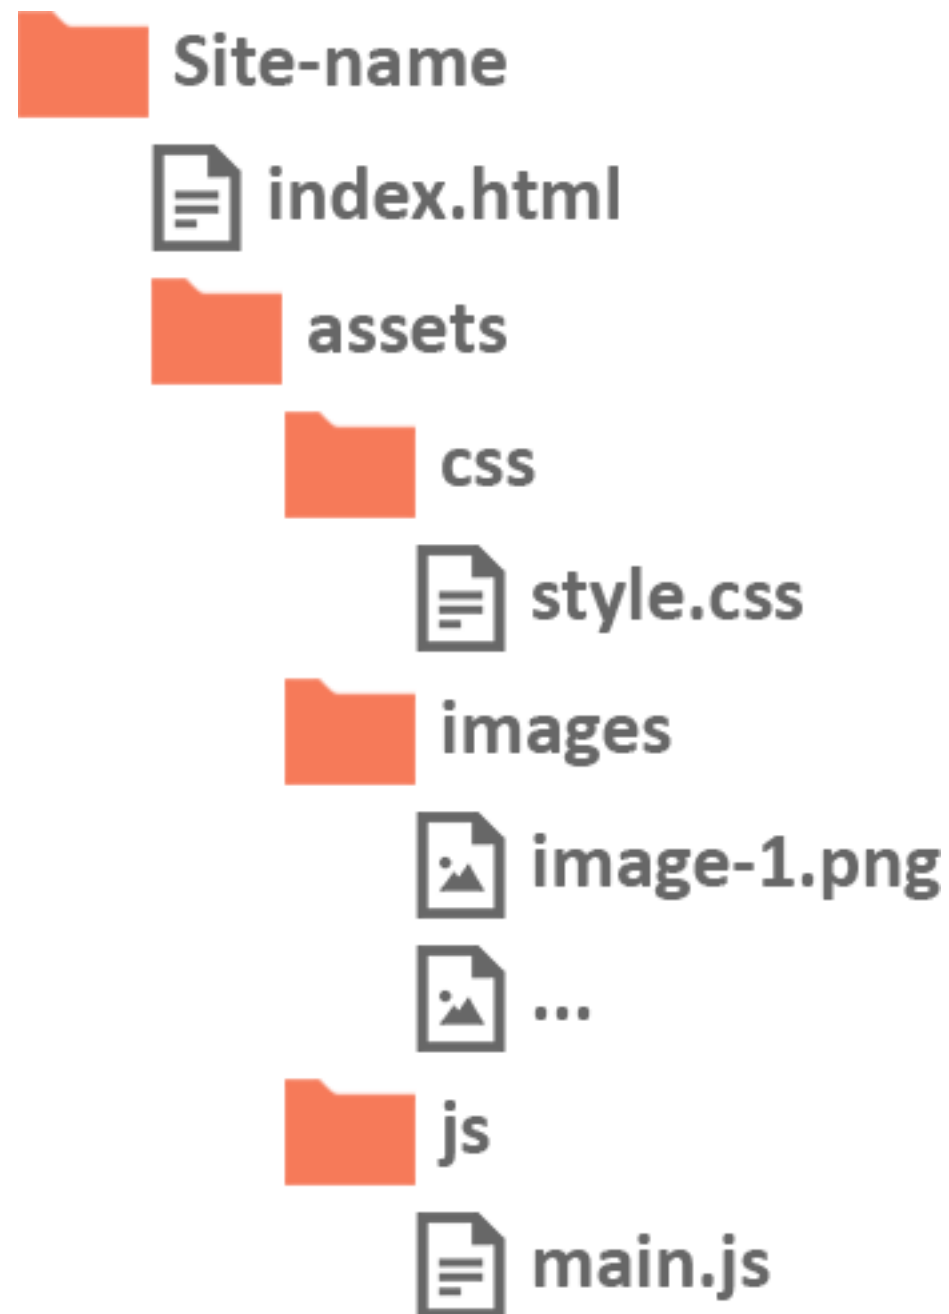 Site-name
index.html
assets
css
style.css
images
image-1.png
...
js
main.js